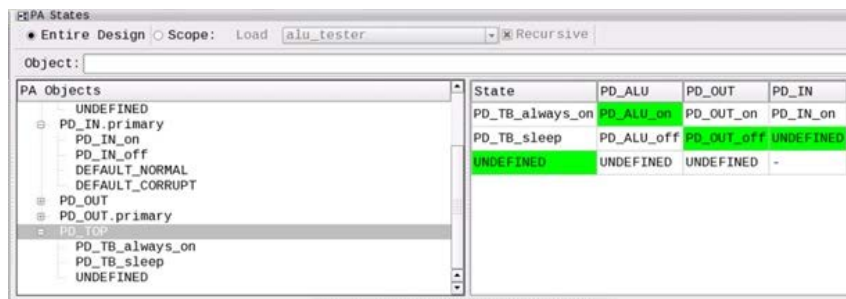 PA States
Entire Design Scope: Load alu_tester Recursive
Object:
PA Objects
UNDEFINED
PD_IN.primary
PD_IN_on
PD_IN_off
DEFAULT_NORMAL
DEFAULT_CORRUPT
PD_OUT
PD_OUT.primary
PD_TOP
PD_TB_always_on
PD_TB_sleep
UNDEFINED
State PD_ALU PD_OUT PD_IN
PD_TB_always_on PD_ALU_on PD_OUT_on PD_IN_on
PD_TB_sleep PD_ALU_off PD_OUT_off UNDEFINED
UNDEFINED UNDEFINED UNDEFINED -